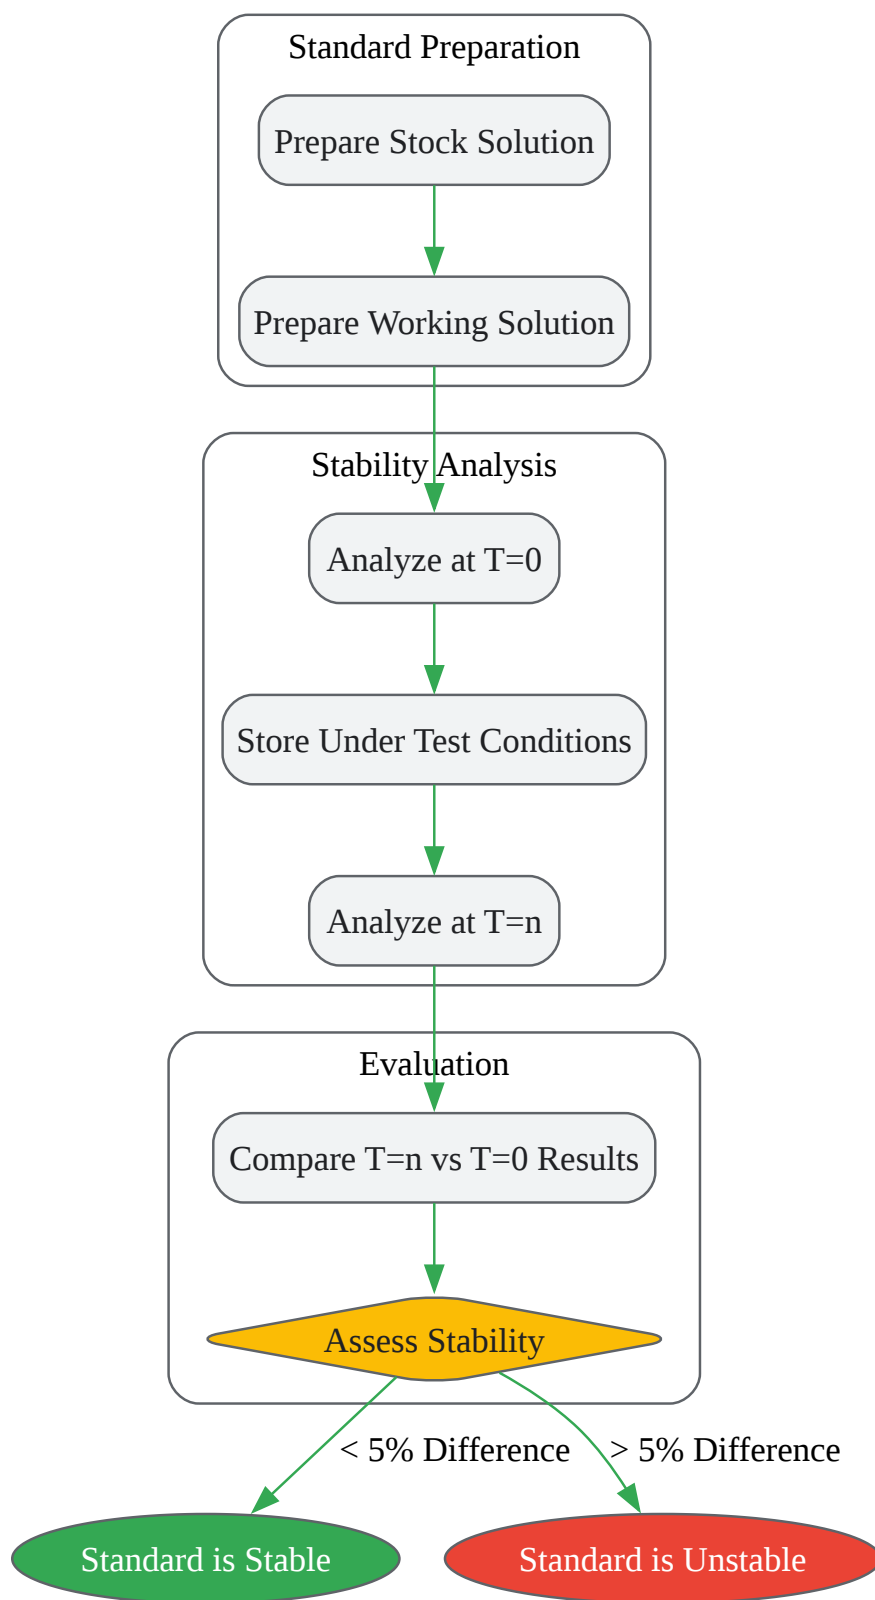 Standard Preparation
Prepare Stock Solution
Prepare Working Solution
Stability Analysis
Analyze at T=0
Store Under Test Conditions
Analyze at T=n
Evaluation
Compare T=n vs T=0 Results
Assess Stability
< 5% Difference
> 5% Difference
Standard is Stable
Standard is Unstable